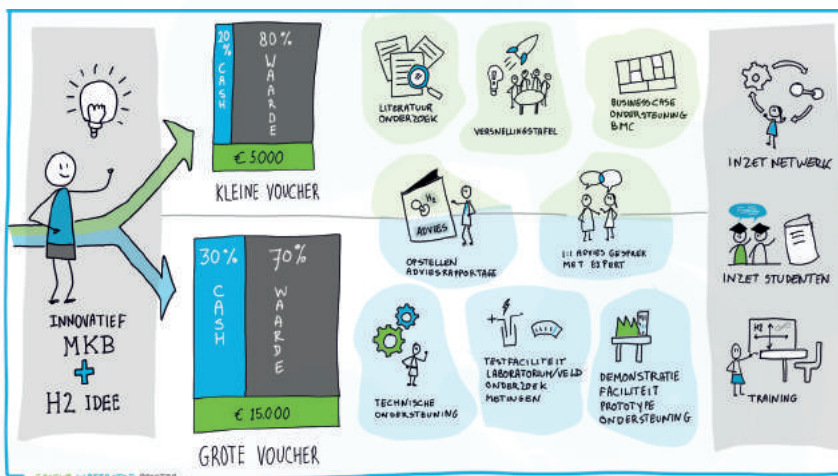 INNOVATIEF
MKB
+
H2 IDEE
20%
CASH
80%
WAARDE
€ 5000
KLEINE VOUCHER
30%
CASH
70%
WAARDE
€ 15.000
GROTE VOUCHER
LITERATUUR
ONDERZOEK
VERSNELLINGSTAFEL
BUSINESSCASE
ONDERSTEUNING
BMC
H2
ADVIES
OPSTELLEN
ADVIESRAPPORTAGE
1:1 ADVIES GESPREK
MET EXPERT
TECHNISCHE
ONDERSTEUNING
TESTFACILITEIT
LABORATORIUM/VELD
ONDERZOEK
METINGEN
DEMONSTRATIE
FACILITEIT
PROTOTYPE
ONDERSTEUNING
INZET NETWERK
INZET STUDENTEN
H2
TRAINING